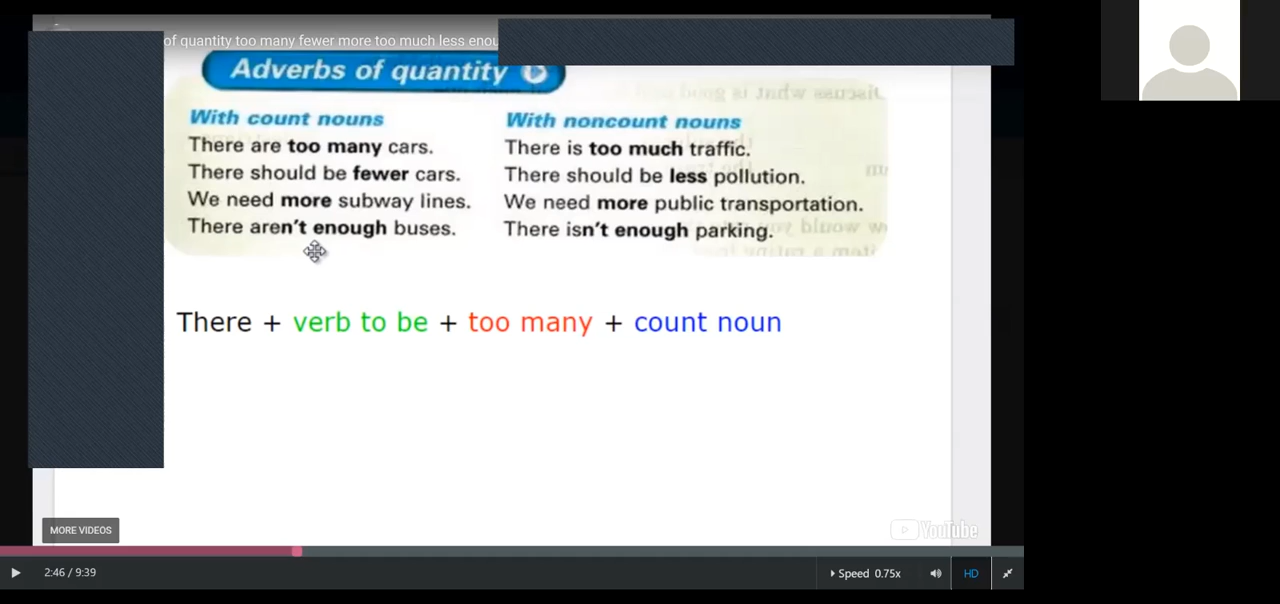 of quantity too many fewer more too much less enou
Adverbs of quantity
With count nouns
There are too many cars.
There should be fewer cars.
We need more subway lines.
There aren't enough buses.
With noncount nouns
There is too much traffic.
There should be less pollution.
We need more public transportation.
There isn't enough parking.
There + verb to be + too many + count noun
MORE VIDEOS
YouTube
2:46 / 9:39
Speed 0.75x
HD